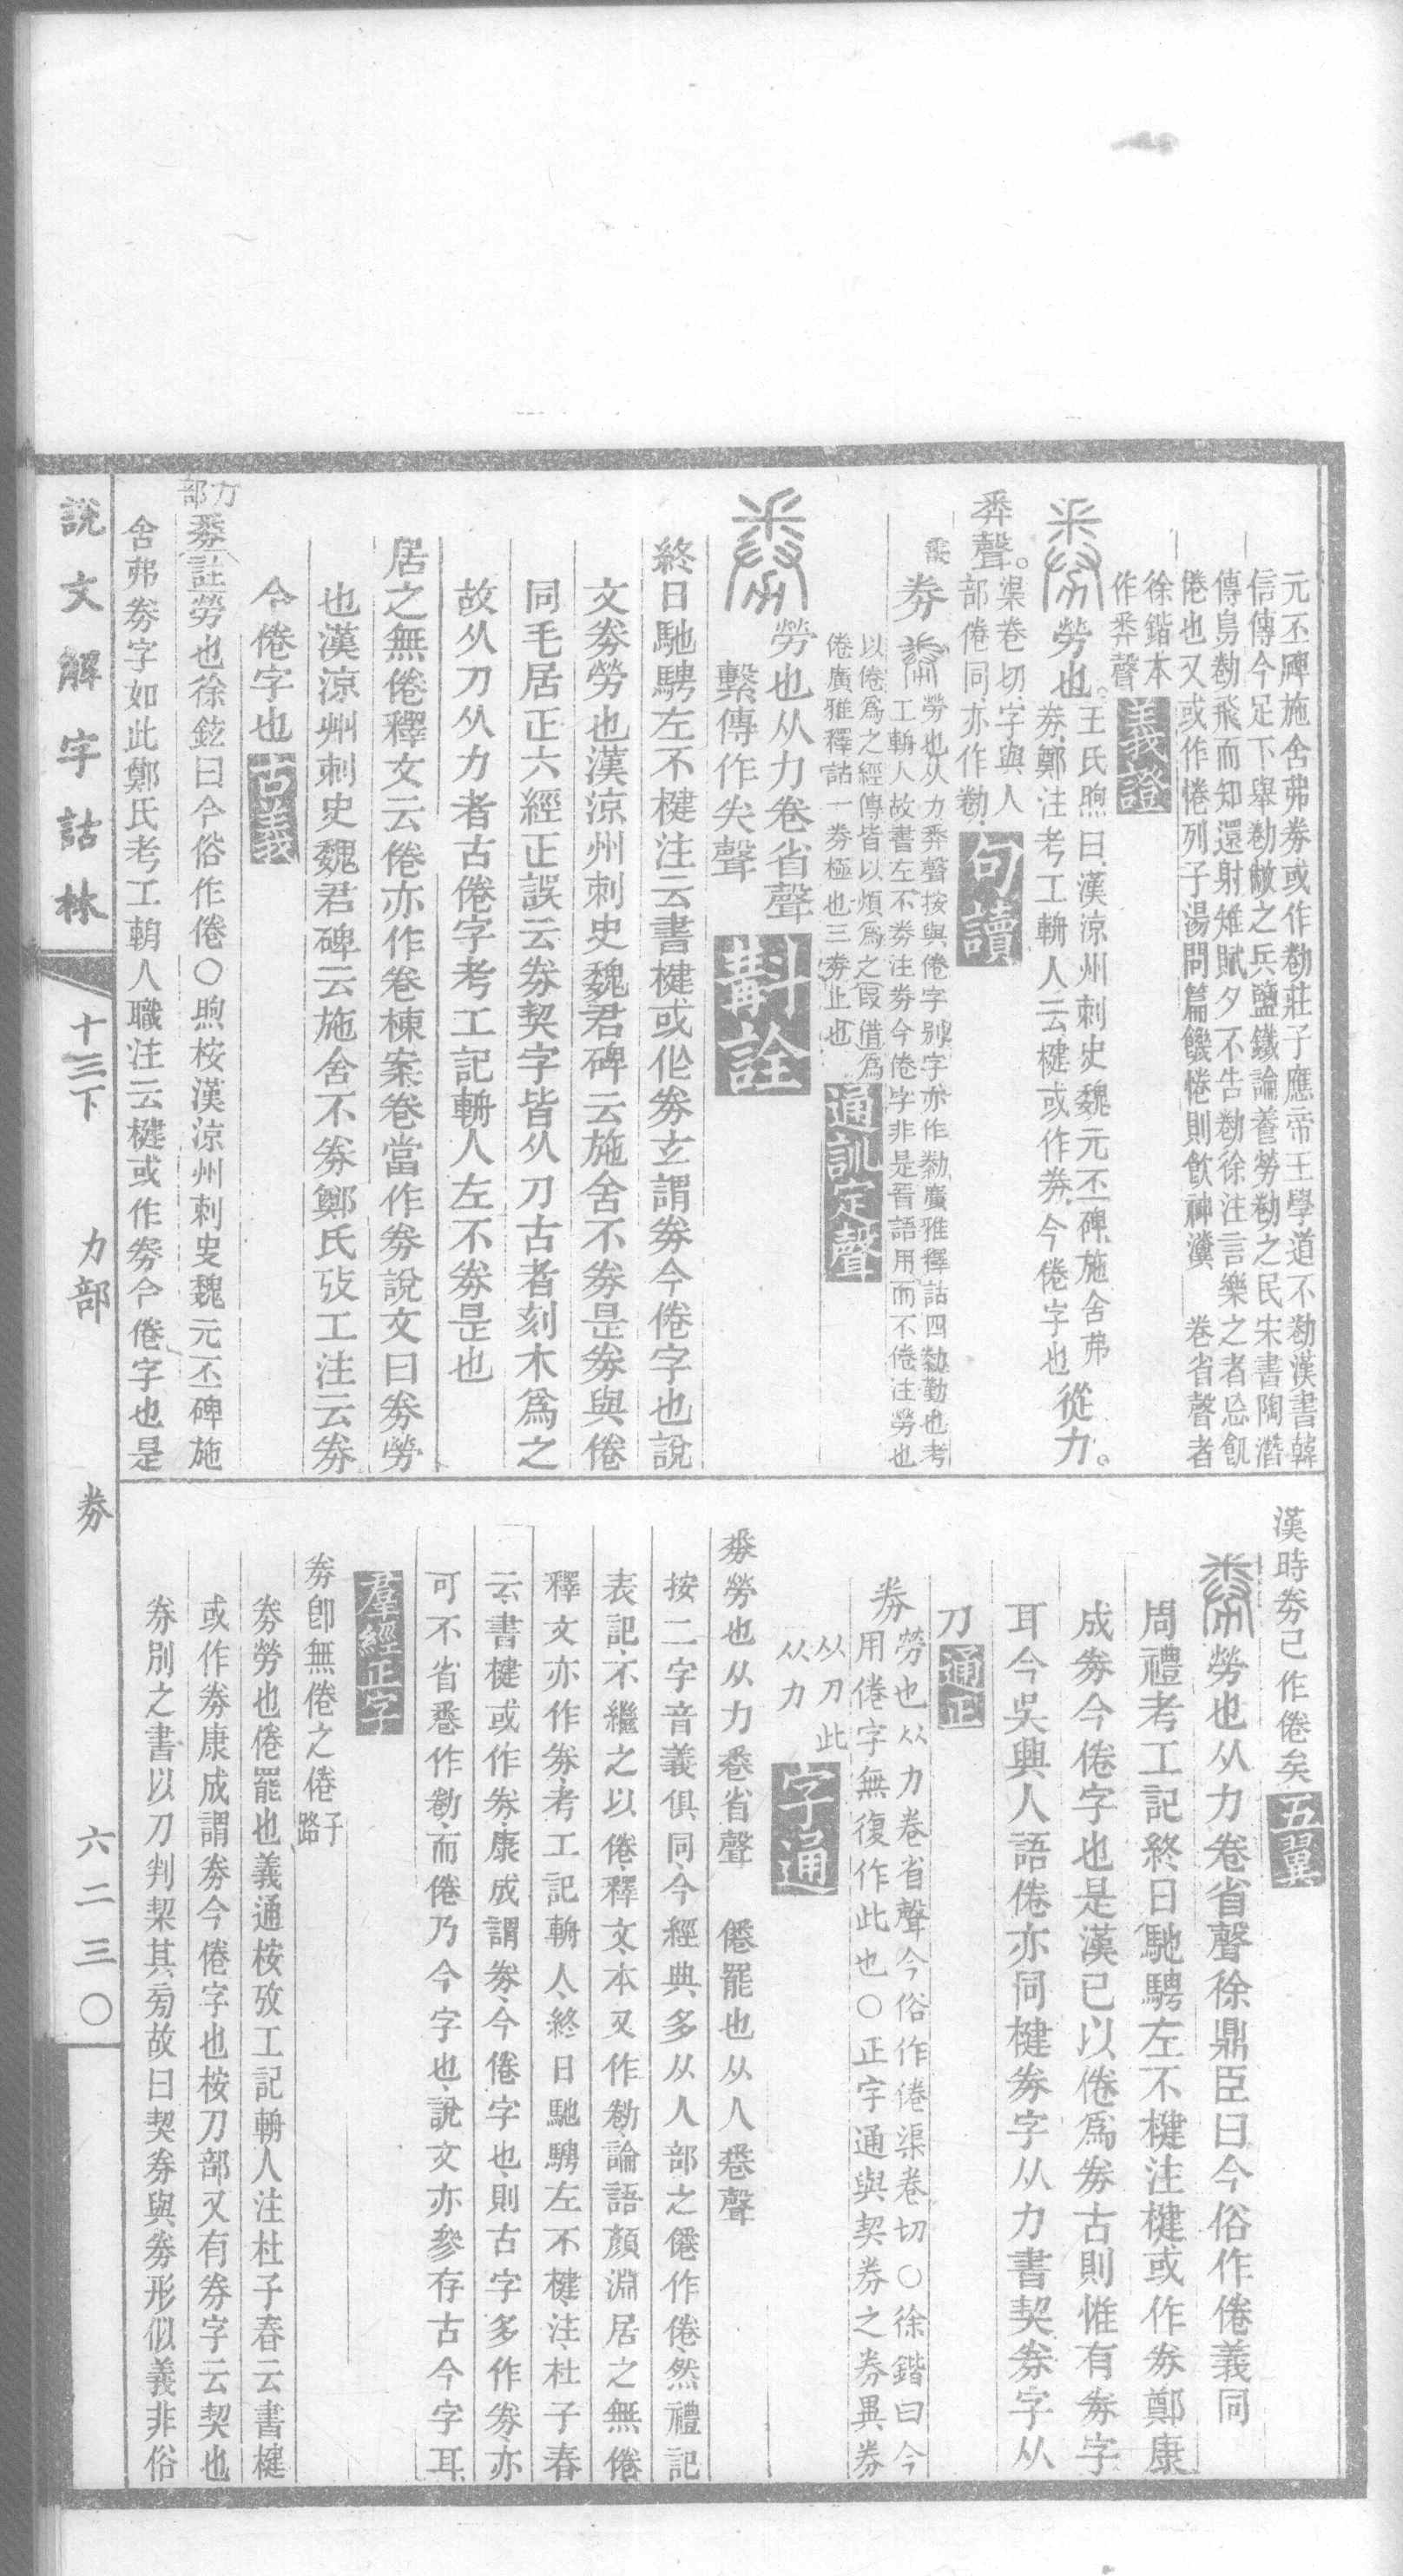 元丕碑施舍弗劵或作勌莊子應帝王學道不勌漢書韓
信傳今足下舉勌敝之兵鹽鐵論養勞勌之民宋書陶潛
傳鳥勌飛而知還射雉賦夕不告勌徐注言樂之者忘飢
倦也又或作惓列子湯問篇饑惓則飲神瀵　卷省聲者
徐鍇本
作𢍏聲
義證
勞也。王氏煦曰漢涼州刺史魏元丕碑施舍弗
劵鄭注考工輈人云楗或作劵今倦字也
從力。
𢍏聲。渠卷切字與人
部倦同亦作勌
句讀
劵
勞也从力𢍏聲按與倦字別字亦作勌廣雅釋詁四勌勤也考
工輈人故書左不劵注劵今倦字非是晉語用而不倦注勞也
以倦爲之經傳皆以煩爲之叚借爲
倦廣雅釋詁一劵極也三劵止也
通訓定聲
勞也从力卷省聲
繫傳作𢍏聲
斠詮
終日馳騁左不楗注云書楗或作劵玄謂劵今倦字也說
文劵勞也漢涼州刺史魏君碑云施舍不劵是劵與倦
同毛居正六經正誤云券契字皆从刀古者刻木爲之
故从刀从力者古倦字考工記輈人左不劵是也
居之無倦釋文云倦亦作卷棟案卷當作劵說文曰劵勞
也漢涼州刺史魏君碑云施舍不劵鄭氏攷工注云劵
今倦字也
古義
力部
劵註勞也徐鉉曰今俗作倦〇煦桉漢涼州刺史魏元丕碑施
舍弗劵字如此鄭氏考工輈人職注云楗或作劵今倦字也是
漢時劵已作倦矣
五翼
勞也从力卷省聲徐鼎臣曰今俗作倦義同
周禮考工記終日馳騁左不楗注楗或作劵鄭康
成劵今倦字也是漢已以倦爲劵古則惟有劵字
耳今吳興人語倦亦同楗劵字从力書契券字从
刀
通正
劵勞也从力卷省聲今俗作倦渠卷切〇徐鍇曰今
用倦字無復作此也〇正字通與契券之券異券
从刀此
从力
字通
劵勞也从力𢍏省聲　倦罷也从人𢍏聲
按二字音義俱同今經典多从人部之倦作倦然禮記
表記不繼之以倦釋文本又作勌論語顏淵居之無倦
釋文亦作劵考工記輈人終日馳騁左不楗注杜子春
云書楗或作劵康成謂劵今倦字也則古字多作劵亦
可不省𢍏作勌而倦乃今字也說文亦參存古今字耳
羣經正字
劵卽無倦之倦子路
劵勞也倦罷也義通桉攷工記輈人注杜子春云書楗
或作劵康成謂劵今倦字也桉刀部又有券字云契也
券別之書以刀判栔其旁故曰契券與劵形似義非俗
說文解字詁林
十三下
力部
劵
六二三〇